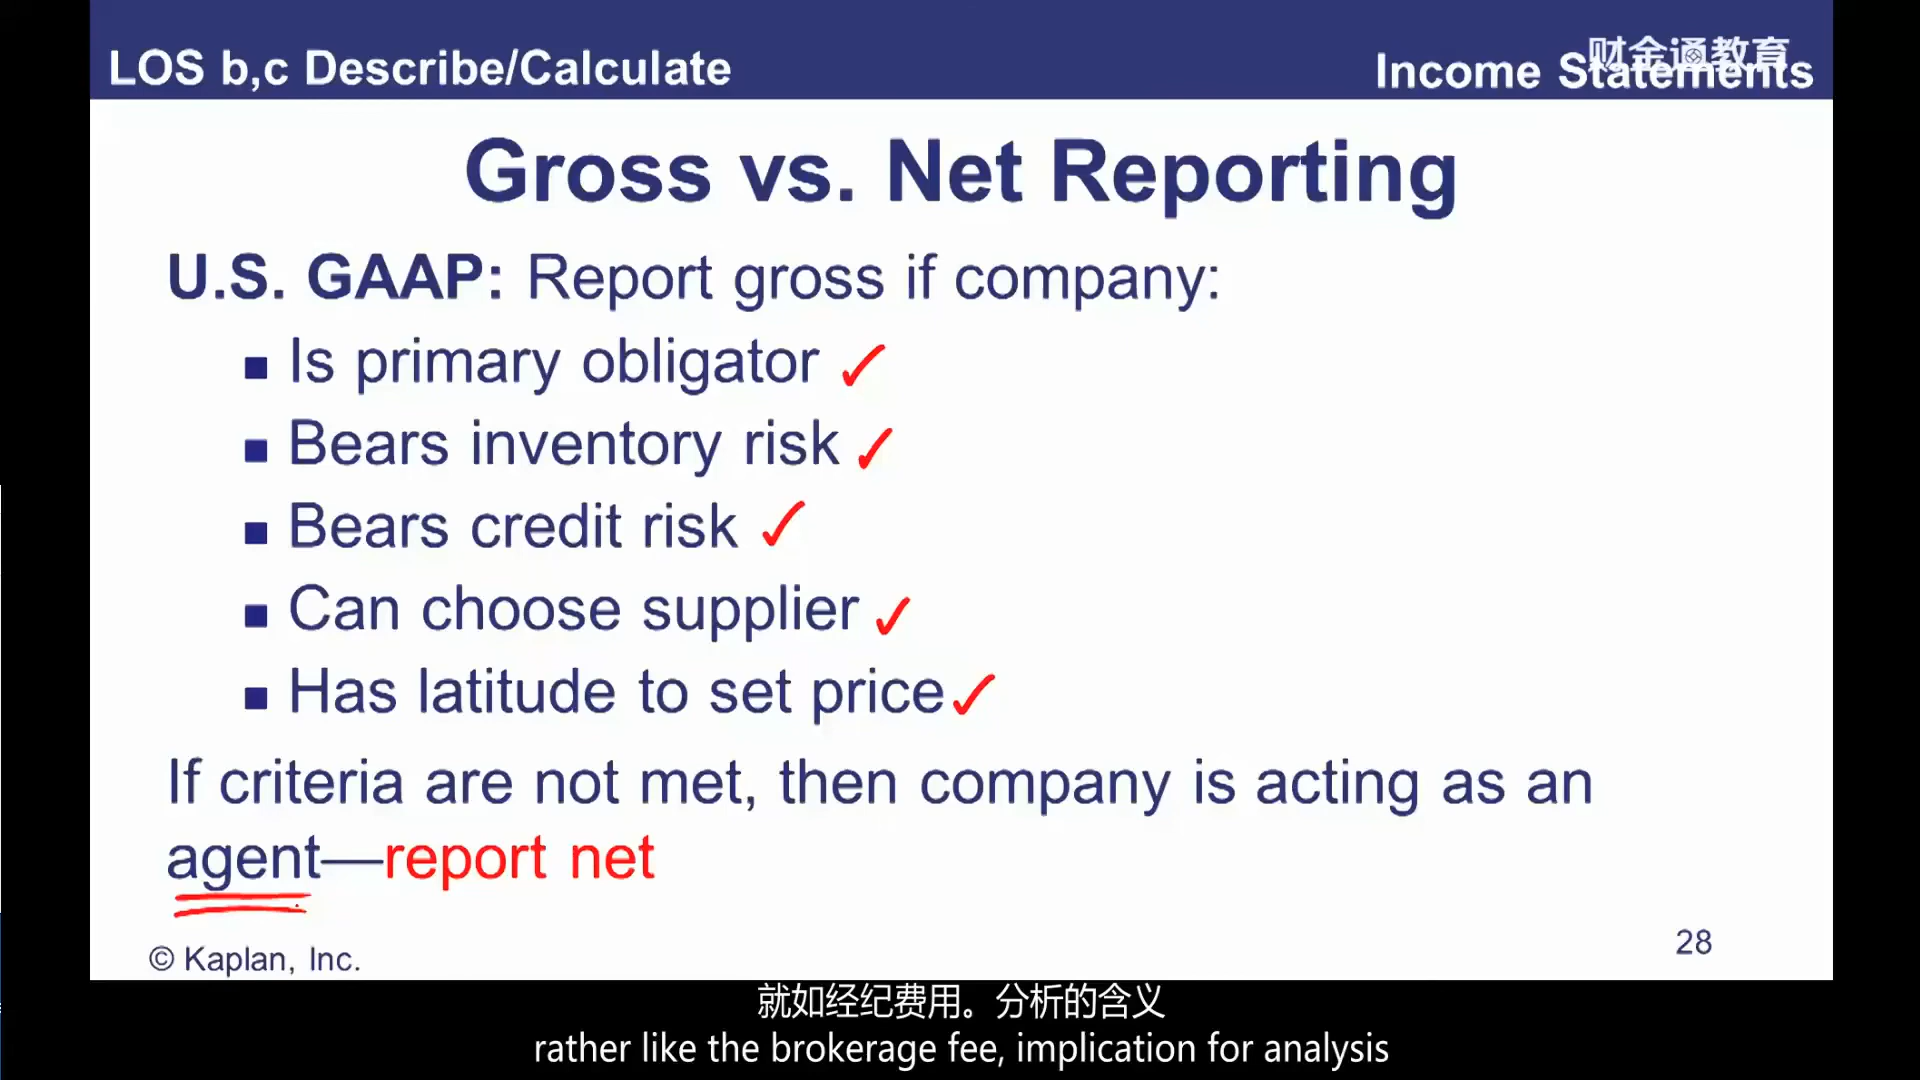 LOS b,c Describe/Calculate
Income Statements
财金通教育
Gross vs. Net Reporting
U.S. GAAP: Report gross if company:
Is primary obligator
Bears inventory risk
Bears credit risk
Can choose supplier
Has latitude to set price
If criteria are not met, then company is acting as an
agent—report net
© Kaplan, Inc.
28
就如经纪费用。分析的含义
rather like the brokerage fee, implication for analysis